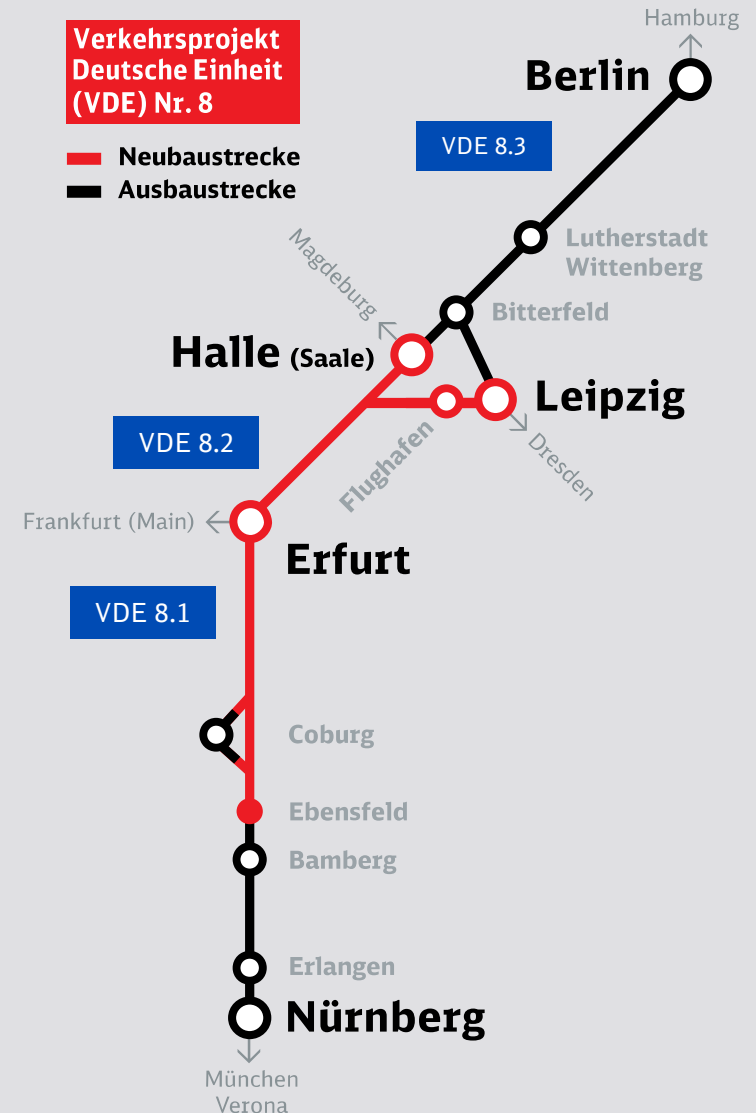 Verkehrsprojekt
Deutsche Einheit
(VDE) Nr. 8
Neubaustrecke
Ausbaustrecke
Hamburg
Berlin
VDE 8.3
Lutherstadt
Wittenberg
Magdeburg
Bitterfeld
Halle (Saale)
Leipzig
VDE 8.2
Flughafen
Dresden
Frankfurt (Main)
Erfurt
VDE 8.1
Coburg
Ebensfeld
Bamberg
Erlangen
Nürnberg
München
Verona